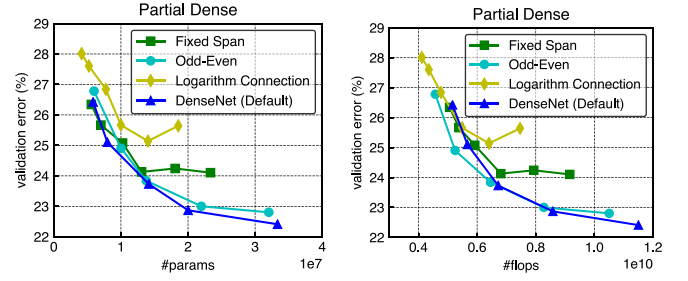 Partial Dense
29
28
27
26
25
24
23
22
validation error (%)
Fixed Span
Odd-Even
Logarithm Connection
DenseNet (Default)
0
1
2
3
4
#params
1e7
Partial Dense
29
28
27
26
25
24
23
22
validation error (%)
Fixed Span
Odd-Even
Logarithm Connection
DenseNet (Default)
0.4
0.6
0.8
1.0
1.2
#flops
1e10